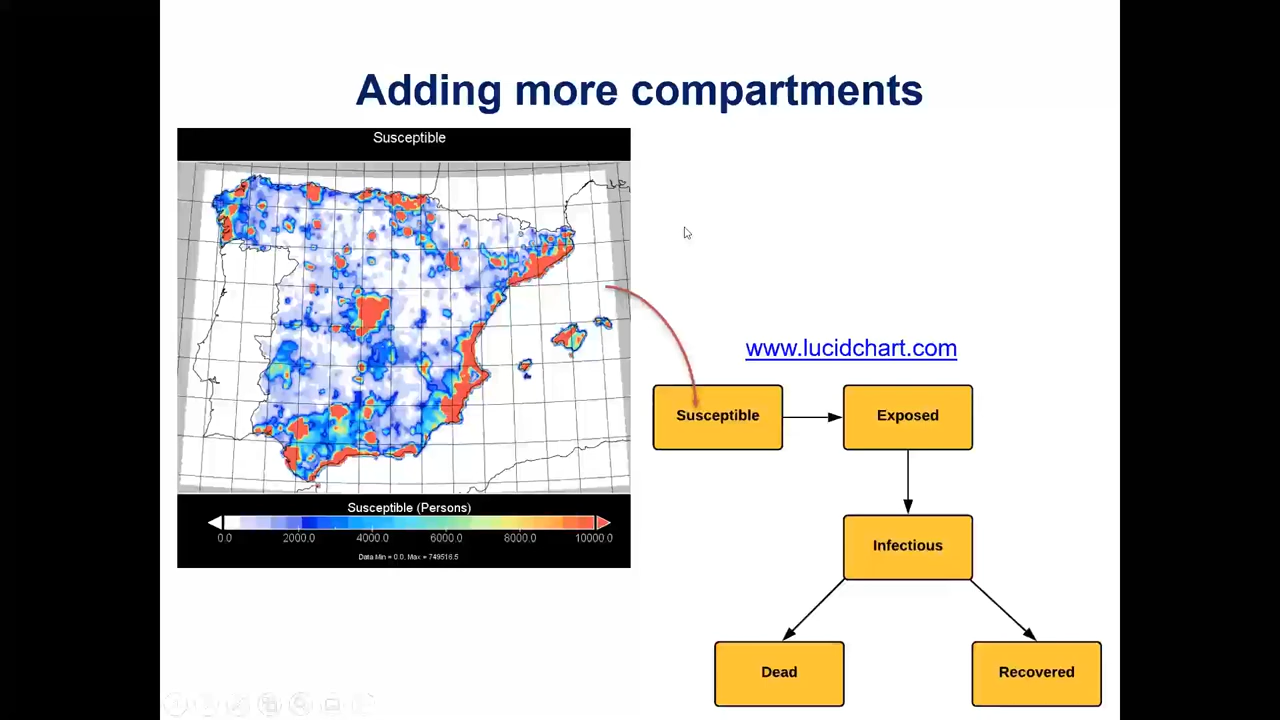 Adding more compartments
Susceptible
www.lucidchart.com
Susceptible
Exposed
Infectious
Dead
Recovered
Susceptible (Persons)
0.0 2000.0 4000.0 6000.0 8000.0 10000.0
Data Min = 0.0, Max = 749516.5